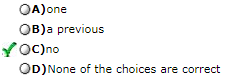 A)one
B)a previous
C)no
D)None of the choices are correct